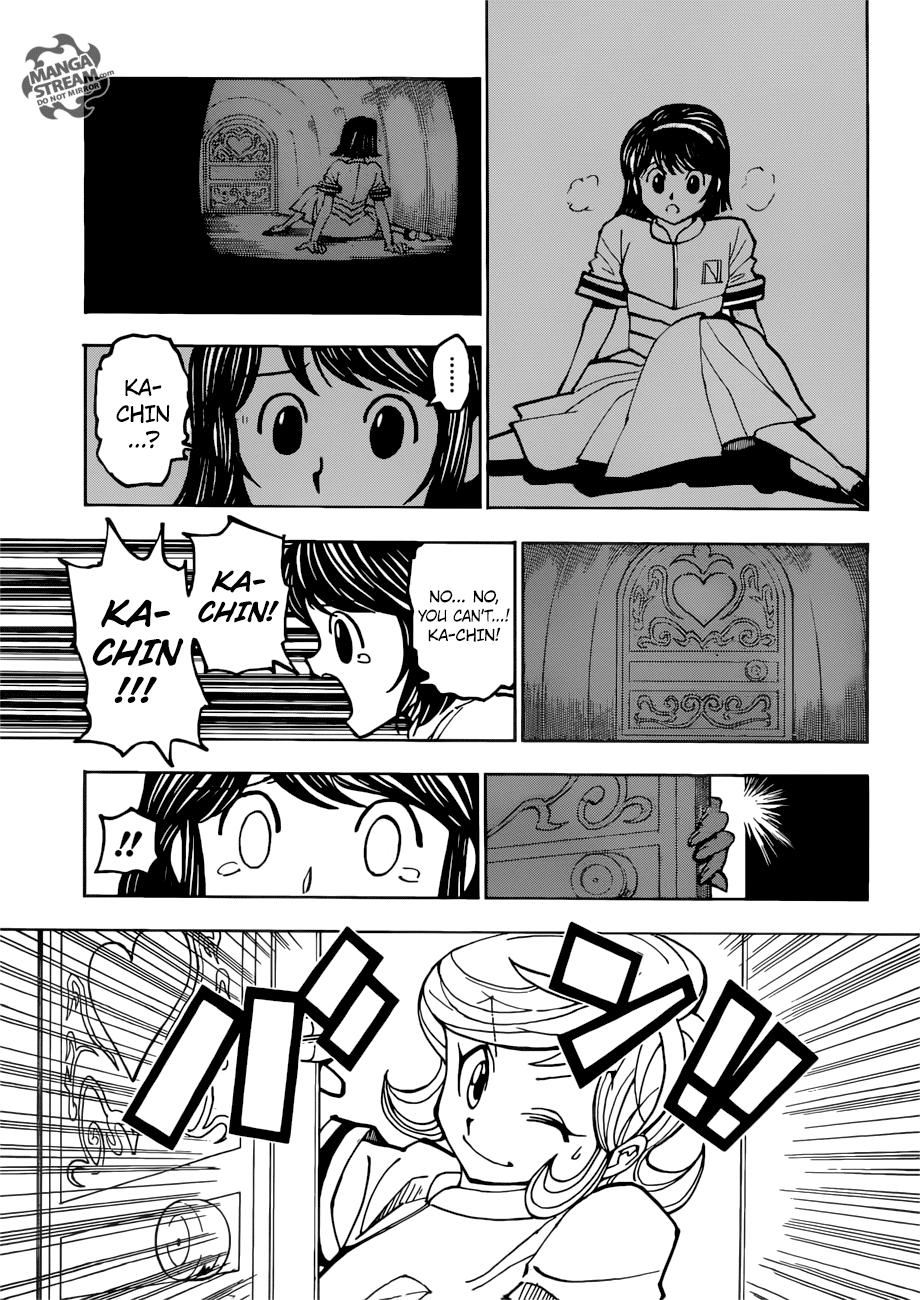 MANGA
STREAM.com
DO NOT MIRROR
N
......
KA-
CHIN
...?
NO... NO,
YOU CAN'T...!
KA-CHIN!
KA-
CHIN!
KA-
CHIN
!!!
!!
バン!!